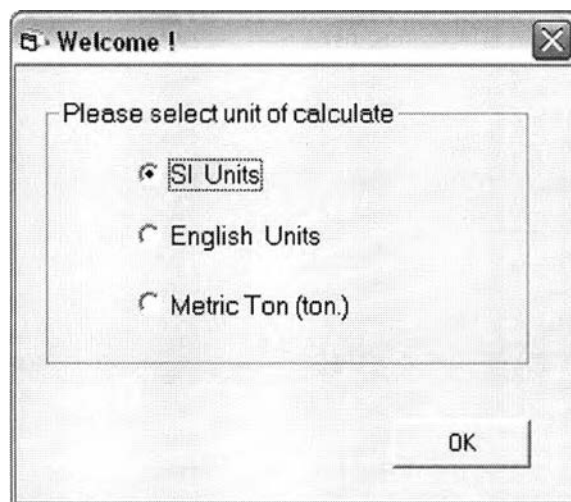 Welcome !
Please select unit of calculate
SI Units
English Units
Metric Ton (ton.)
OK